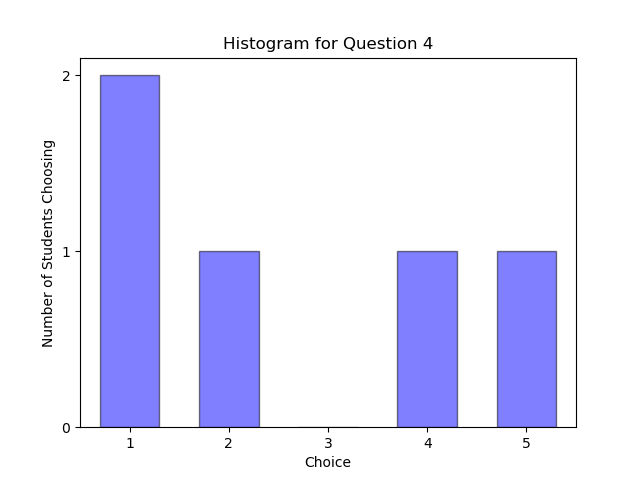 Histogram for Question 4
Number of Students Choosing
2
1
0
1 2 3 4 5
Choice